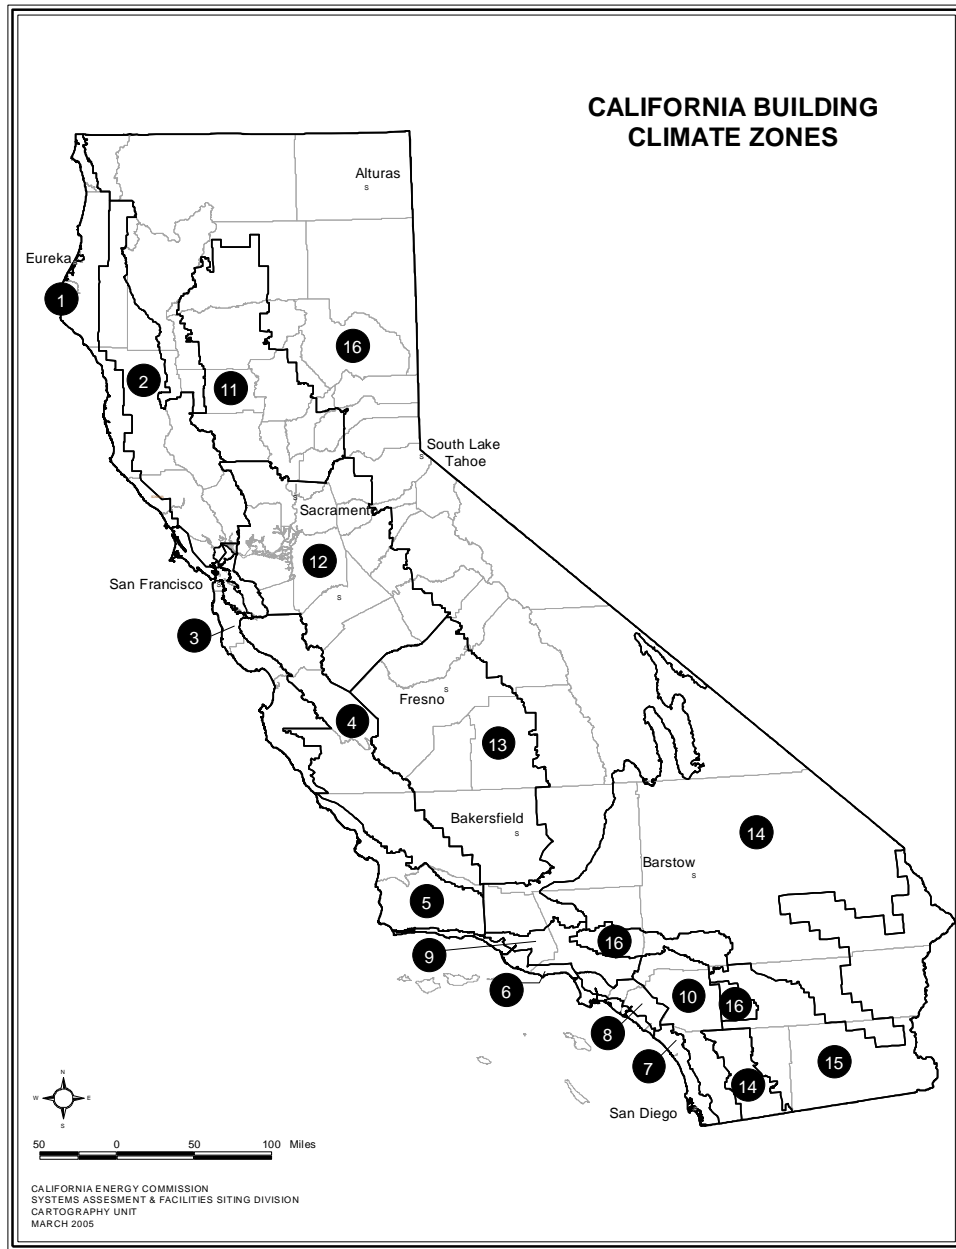 CALIFORNIA BUILDING
CLIMATE ZONES
Alturas
S
Eureka
1
16
2
11
South Lake
Tahoe
S
S
Sacramento
12
San Francisco
S
S
3
Fresno
S
4
13
Bakersfield
S
14
Barstow
S
5
9
16
6
10
16
8
7
15
14
San Diego
N
W
E
S
50
0
50
100
Miles
CALIFORNIA ENERGY COMMISSION
SYSTEMS ASSESMENT & FACILITIES SITING DIVISION
CARTOGRAPHY UNIT
MARCH 2005